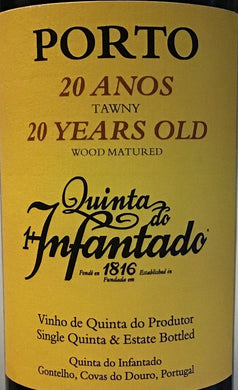 PORTO
20 ANOS
TAWNY
20 YEARS OLD
WOOD MATURED
Quinta
do
Infantado
Fondé en 1816 Established in
Fundada em
Vinho de Quinta do Produtor
Single Quinta & Estate Bottled
Quinta do Infantado
Gontelho, Covas do Douro, Portugal